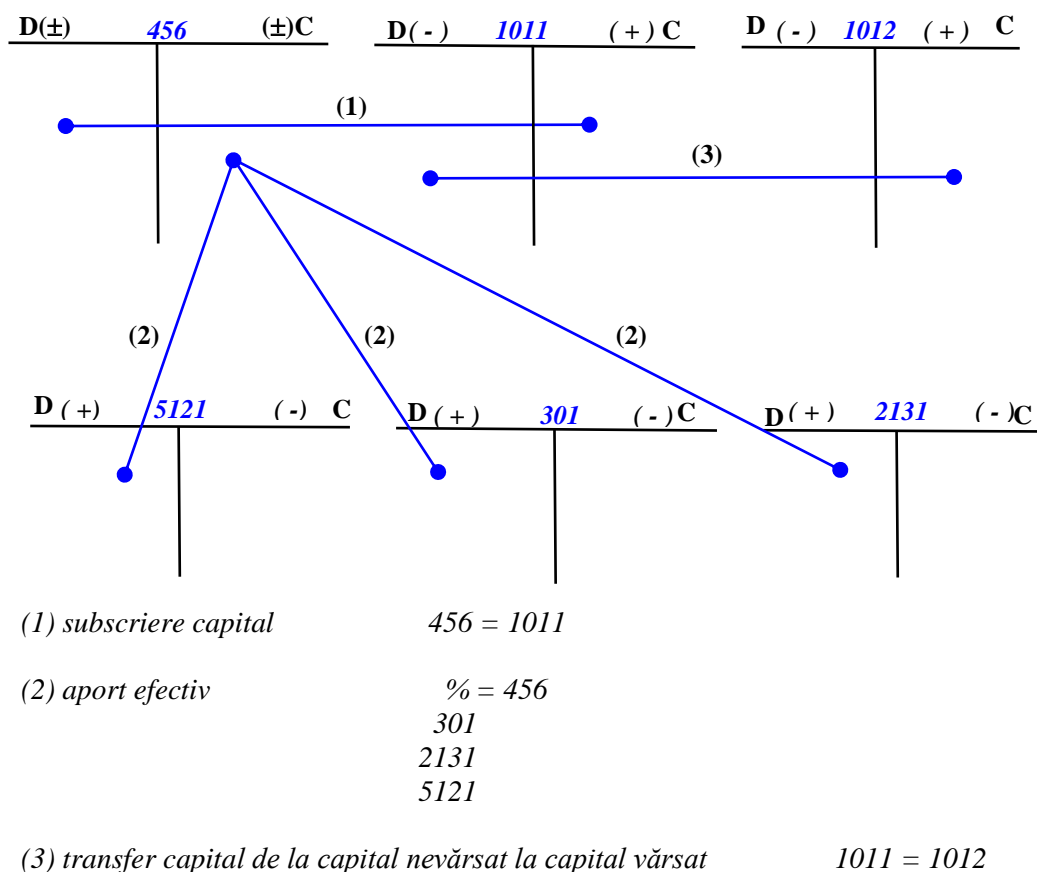 D(±) 456 (±)C D( - ) 1011 ( + ) C D ( - ) 1012 ( + ) C
(1)
(3)
(2) (2) (2)
D ( +) 5121 ( -) C D ( + ) 301 ( - ) C D ( + ) 2131 ( - )C
(1) subscriere capital 456 = 1011
(2) aport efectiv % = 456
301
2131
5121
(3) transfer capital de la capital nevărsat la capital vărsat 1011 = 1012